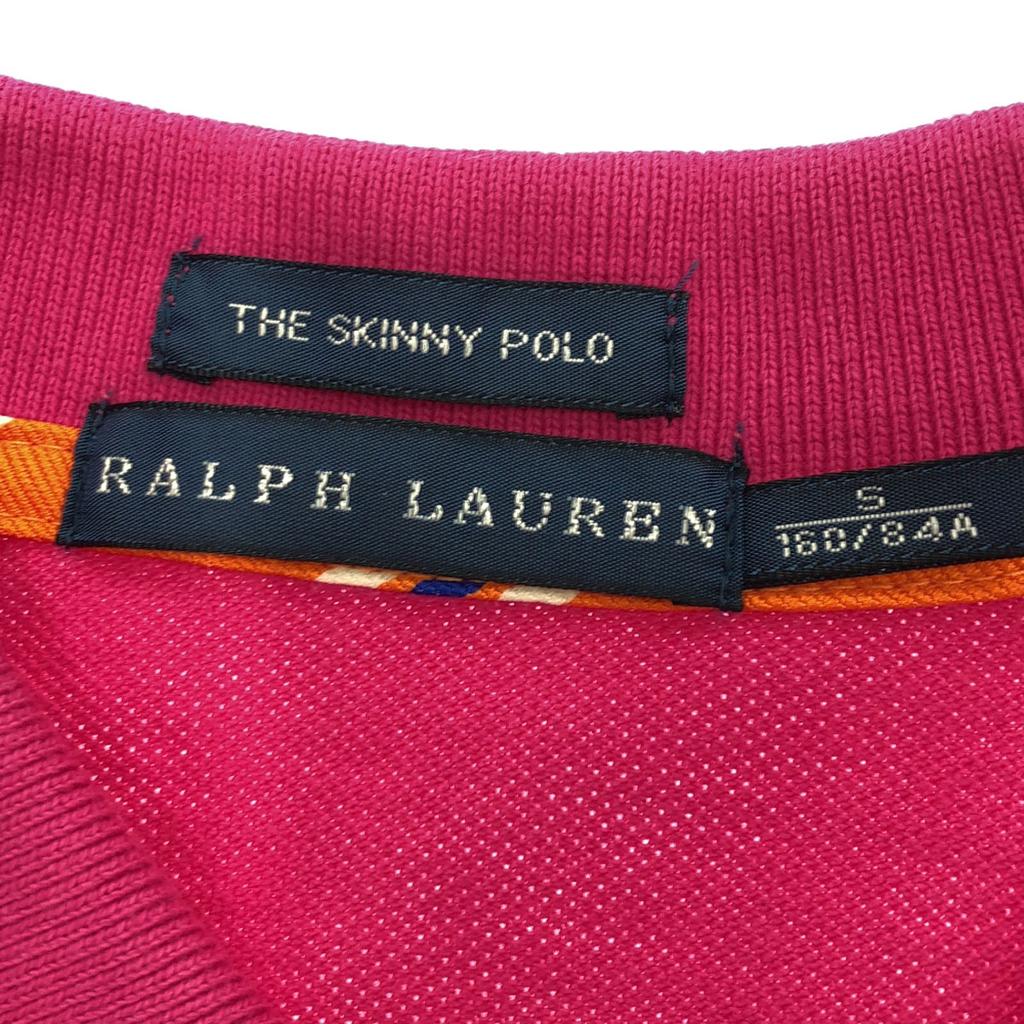 THE SKINNY POLO
RALPH LAUREN
S
160/84A